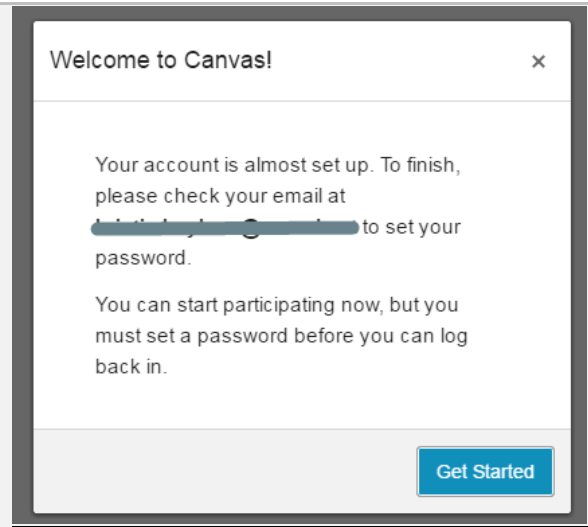 Welcome to Canvas!
×
Your account is almost set up. To finish,
please check your email at
to set your
password.
You can start participating now, but you
must set a password before you can log
back in.
Get Started